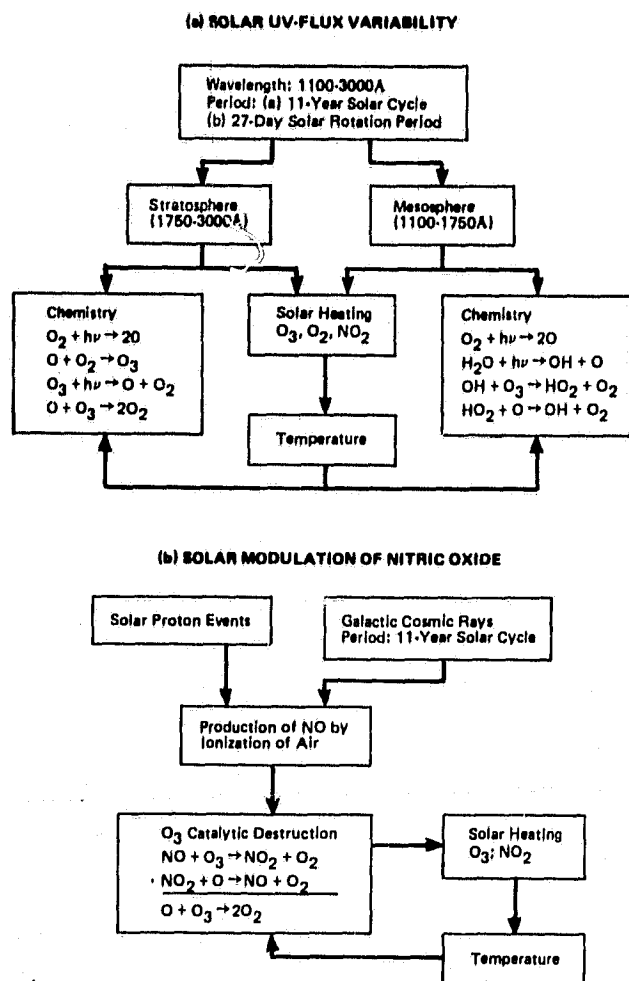 (a) SOLAR UV-FLUX VARIABILITY
Wavelength: 1100-3000A
Period: (a) 11-Year Solar Cycle
(b) 27-Day Solar Rotation Period
Stratosphere
(1750-3000A)
Mesosphere
(1100-1750A)
Chemistry
O₂ + hν → 2O
O + O₂ → O₃
O₃ + hν → O + O₂
O + O₃ → 2O₂
Solar Heating
O₃, O₂, NO₂
Chemistry
O₂ + hν → 2O
H₂O + hν → OH + O
OH + O₃ → HO₂ + O₂
HO₂ + O → OH + O₂
Temperature
(b) SOLAR MODULATION OF NITRIC OXIDE
Solar Proton Events
Galactic Cosmic Rays
Period: 11-Year Solar Cycle
Production of NO by
Ionization of Air
O₃ Catalytic Destruction
NO + O₃ → NO₂ + O₂
NO₂ + O → NO + O₂
O + O₃ → 2O₂
Solar Heating
O₃; NO₂
Temperature